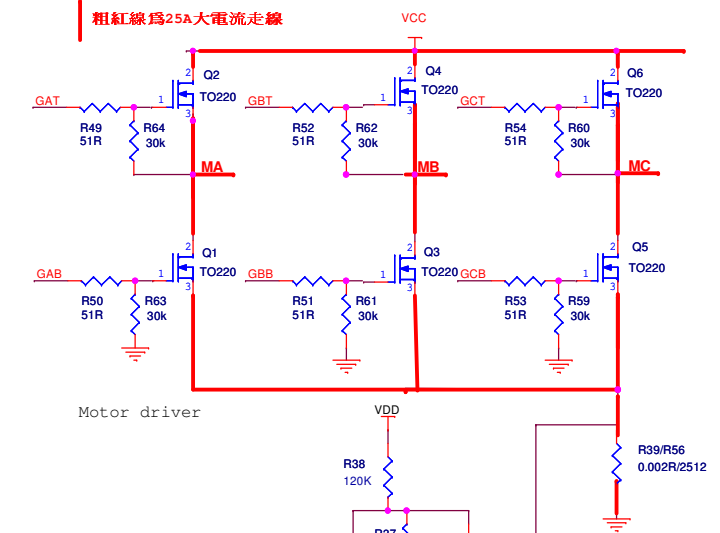 粗紅線爲25A大電流走線
VCC
Q2
Q4
Q6
2
2
2
TO220
TO220
TO220
GAT
1
GBT
1
GCT
1
3
3
3
R49
R64
R52
R62
R54
R60
51R
30k
51R
30k
51R
30k
MA
MB
MC
2
Q1
2
Q3
2
Q5
TO220
TO220
TO220
GAB
1
GBB
1
GCB
1
3
3
3
R50
R63
R51
R61
R53
R59
51R
30k
51R
30k
51R
30k
Motor driver
VDD
R38
120K
R39/R56
0.002R/2512